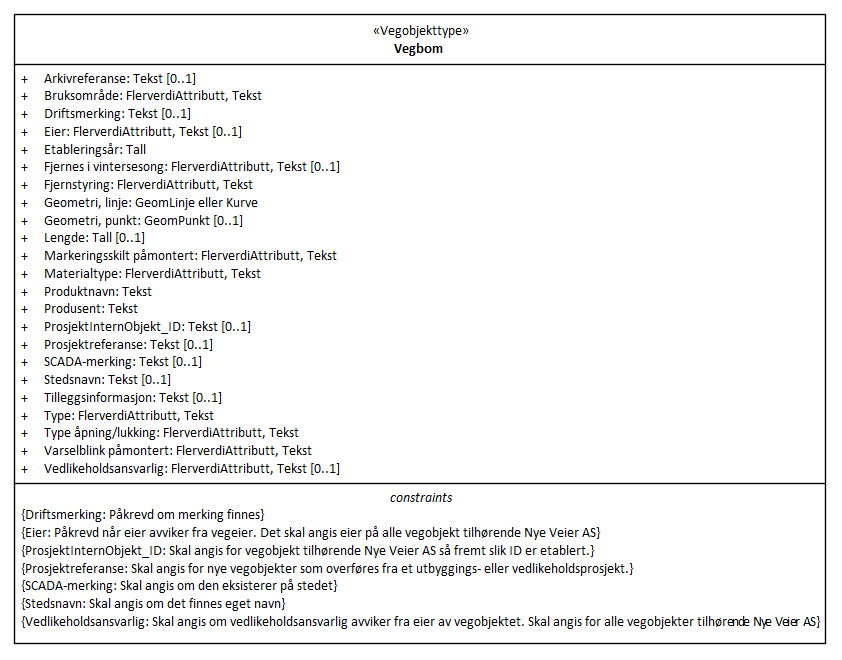 «Vegobjekttype»
Vegbom
+ Arkivreferanse: Tekst [0..1]
+ Bruksområde: FlerverdiAttributt, Tekst
+ Driftsmerking: Tekst [0..1]
+ Eier: FlerverdiAttributt, Tekst [0..1]
+ Etableringsår: Tall
+ Fjernes i vintersesong: FlerverdiAttributt, Tekst [0..1]
+ Fjernstyring: FlerverdiAttributt, Tekst
+ Geometri, linje: GeomLinje eller Kurve
+ Geometri, punkt: GeomPunkt [0..1]
+ Lengde: Tall [0..1]
+ Markeringsskilt påmontert: FlerverdiAttributt, Tekst
+ Materialtype: FlerverdiAttributt, Tekst
+ Produktnavn: Tekst
+ Produsent: Tekst
+ ProsjektInternObjekt_ID: Tekst [0..1]
+ Prosjektreferanse: Tekst [0..1]
+ SCADA-merking: Tekst [0..1]
+ Stedsnavn: Tekst [0..1]
+ Tilleggsinformasjon: Tekst [0..1]
+ Type: FlerverdiAttributt, Tekst
+ Type åpning/lukking: FlerverdiAttributt, Tekst
+ Varselblink påmontert: FlerverdiAttributt, Tekst
+ Vedlikeholdsansvarlig: FlerverdiAttributt, Tekst [0..1]
constraints
{Driftsmerking: Påkrevd om merking finnes}
{Eier: Påkrevd når eier avviker fra vegeier. Det skal angis eier på alle vegobjekt tilhørende Nye Veier AS}
{ProsjektInternObjekt_ID: Skal angis for vegobjekt tilhørende Nye Veier AS så fremt slik ID er etablert.}
{Prosjektreferanse: Skal angis for nye vegobjekter som overføres fra et utbyggings- eller vedlikeholdsprosjekt.}
{SCADA-merking: Skal angis om den eksisterer på stedet}
{Stedsnavn: Skal angis om det finnes eget navn}
{Vedlikeholdsansvarlig: Skal angis om vedlikeholdsansvarlig avviker fra eier av vegobjektet. Skal angis for alle vegobjekter tilhørende Nye Veier AS}